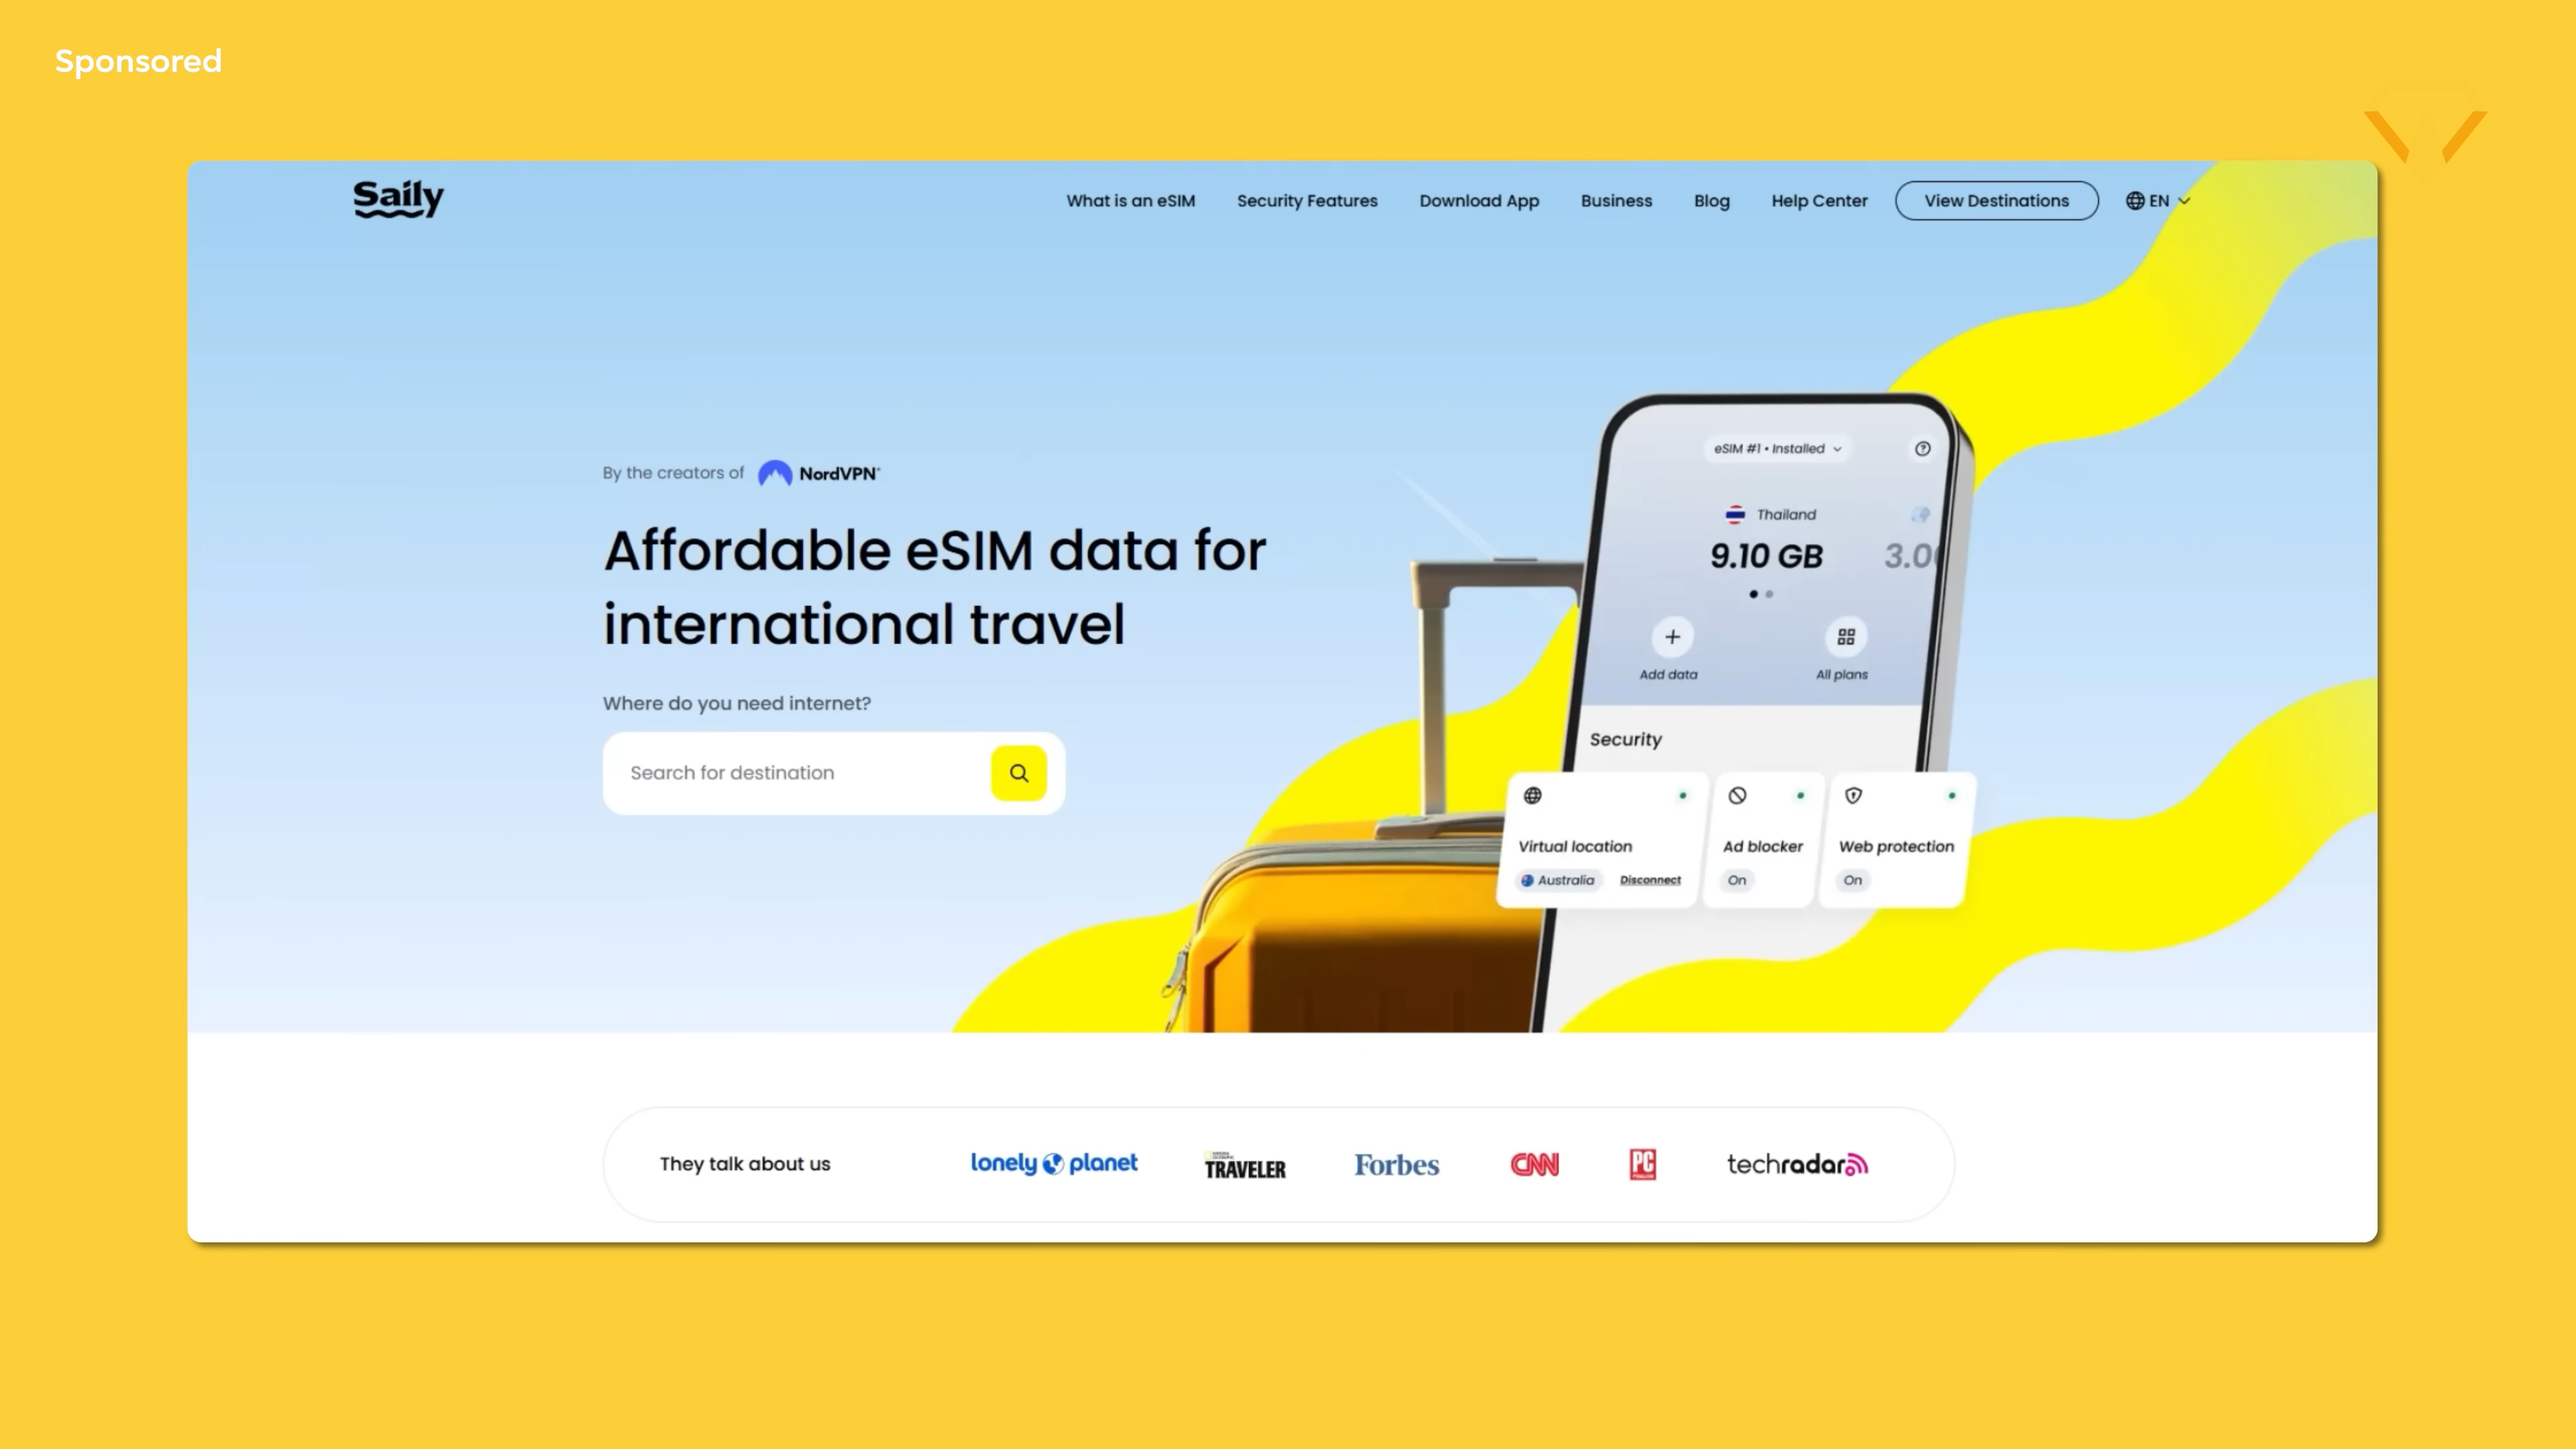 Sponsored
Saily
What is an eSIM
Security Features
Download App
Business
Blog
Help Center
View Destinations
EN
By the creators of NordVPN
Affordable eSIM data for
international travel
Where do you need internet?
Search for destination
eSIM #1 • Installed
Thailand
9.10 GB
3.0
Add data
All plans
Security
Virtual location
Australia
Disconnect
Ad blocker
On
Web protection
On
They talk about us
lonely planet
TRAVELER
Forbes
CNN
PC
techradar